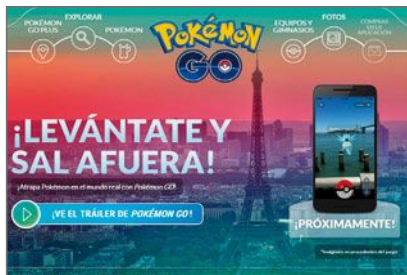 POKÉMON
GO PLUS
EXPLORAR
POKÉMON
POKÉMON
GO
EQUIPOS Y
GIMNASIOS
FOTOS
COMPRAS
EN LA
APLICACIÓN
¡LEVÁNTATE Y
SAL AFUERA!
¡Atrapa Pokémon en el mundo real con Pokémon GO!
¡VE EL TRÁILER DE POKÉMON GO!
¡PRÓXIMAMENTE!